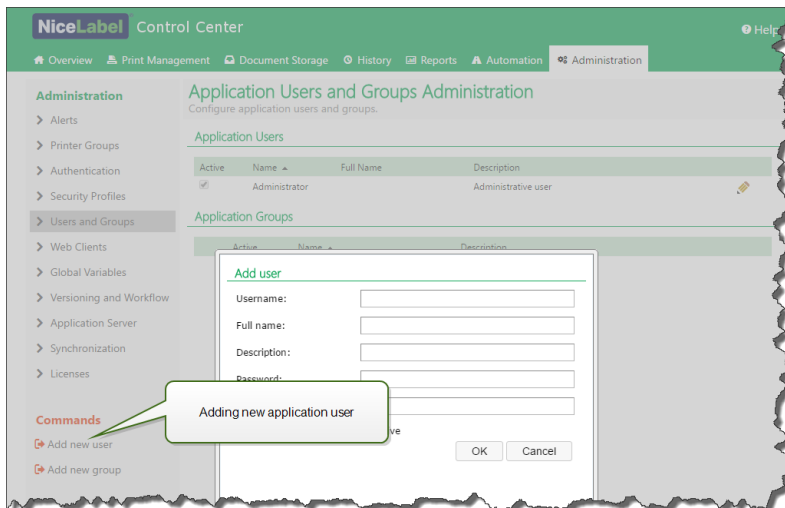 NiceLabel Control Center
Help
Overview Print Management Document Storage History Reports Automation Administration
Administration
Alerts
Printer Groups
Authentication
Security Profiles
Users and Groups
Web Clients
Global Variables
Versioning and Workflow
Application Server
Synchronization
Licenses
Commands
Add new user
Add new group
Application Users and Groups Administration
Configure application users and groups.
Application Users
Active Name Full Name Description
Administrator Administrative user
Application Groups
Active Name Description
Add user
Username:
Full name:
Description:
Password:
ve
OK Cancel
Adding new application user